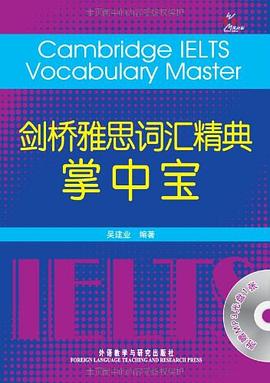 Cambridge IELTS
Vocabulary Master
剑桥雅思词汇精典
掌中宝
吴建业 编著
IELTS
外语教学与研究出版社
FOREIGN LANGUAGE TEACHING AND RESEARCH PRESS